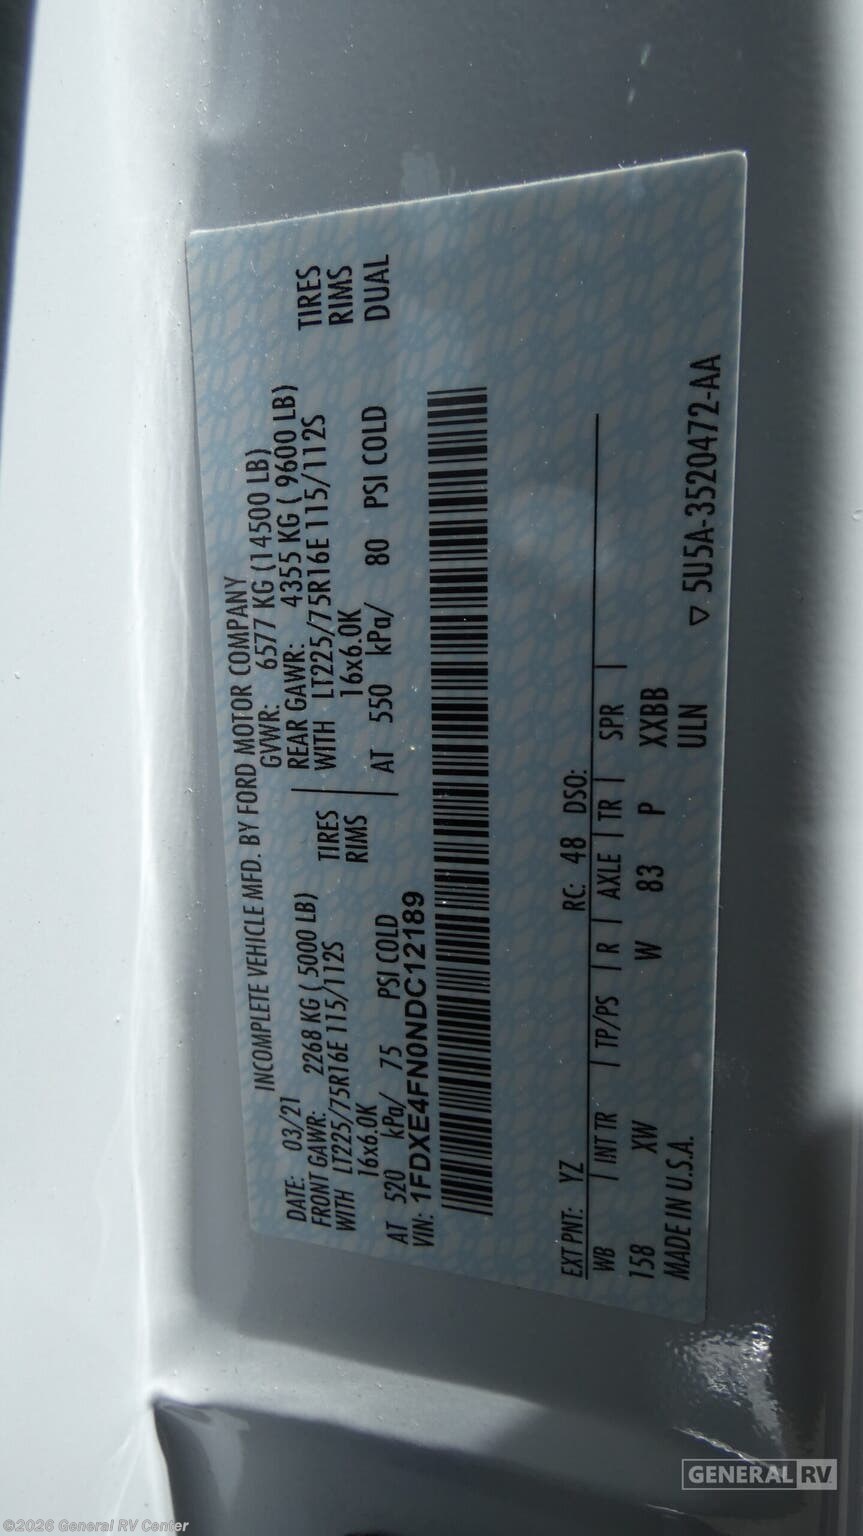 INCOMPLETE VEHICLE MFD. BY FORD MOTOR COMPANY
DATE: 03/21 GVWR: 6577 KG (14500 LB)
FRONT GAWR: 2268 KG ( 5000 LB) REAR GAWR: 4355 KG ( 9600 LB)
WITH LT225/75R16E 115/112S TIRES WITH LT225/75R16E 115/112S TIRES
16x6.0K RIMS 16x6.0K RIMS
AT 520 kPa/ 75 PSI COLD AT 550 kPa/ 80 PSI COLD DUAL
VIN: 1FDXE4FN0NDC12189
EXT PNT: YZ RC: 48 DSO:
WB | INT TR | TP/PS | R | AXLE | TR | SPR |
158 XW W 83 P XXBB
MADE IN U.S.A. ULN
▽ 5U5A-3520472-AA
GENERAL RV
©2026 General RV Center